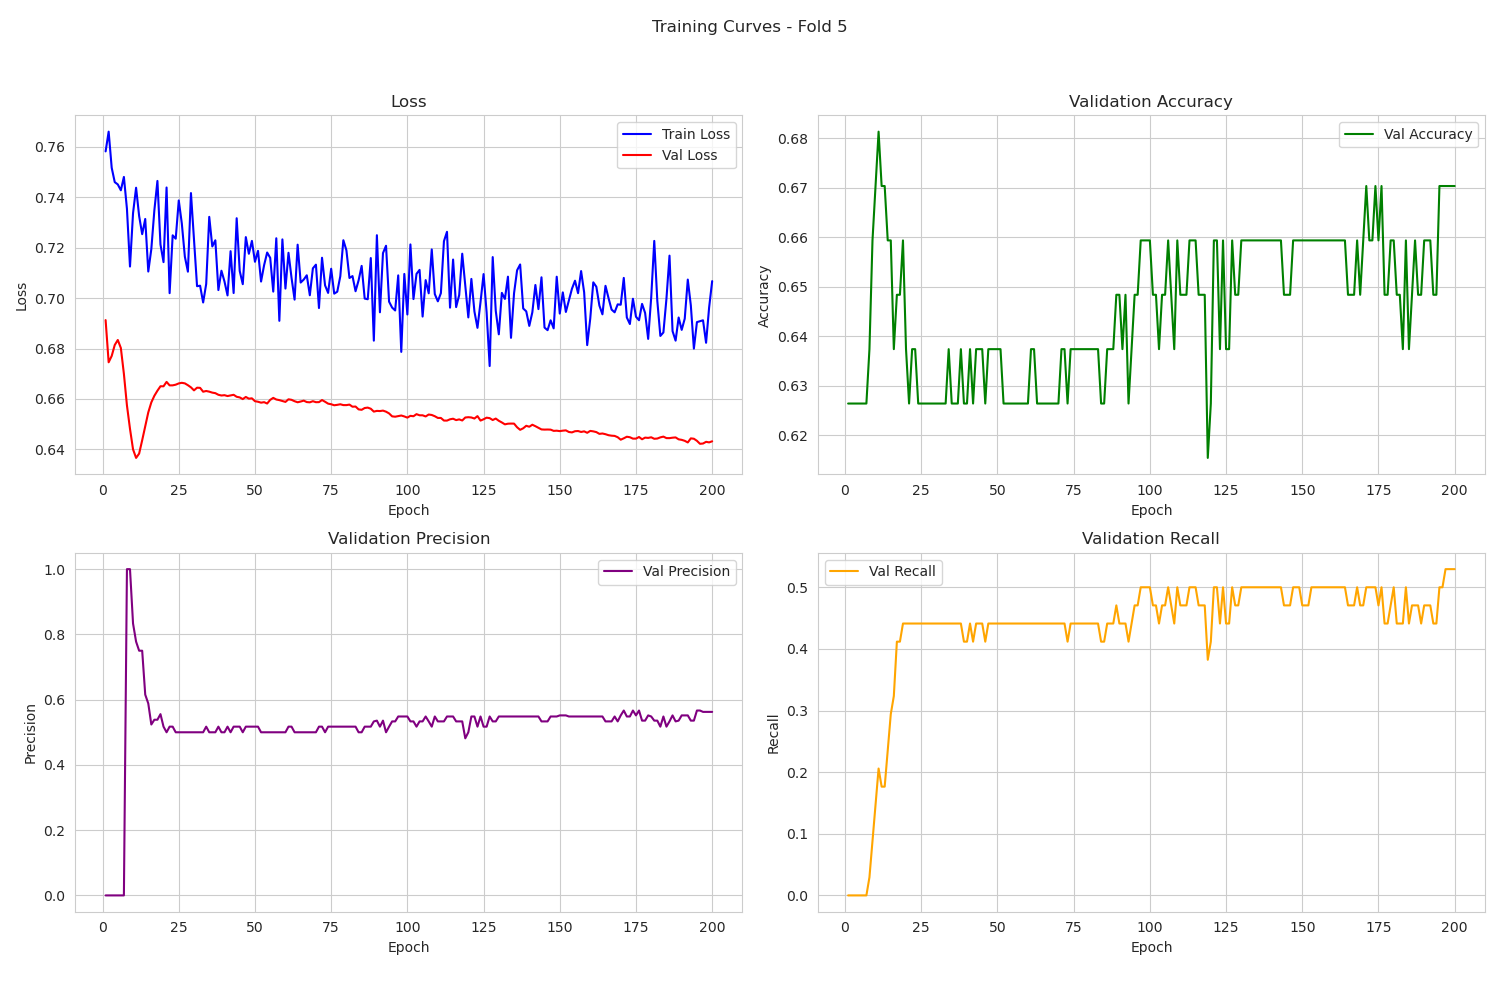 Training Curves - Fold 5
Loss
Train Loss
Val Loss
0.76
0.74
0.72
0.70
0.68
0.66
0.64
Loss
0 25 50 75 100 125 150 175 200
Epoch
Validation Accuracy
Val Accuracy
0.68
0.67
0.66
0.65
0.64
0.63
0.62
Accuracy
0 25 50 75 100 125 150 175 200
Epoch
Validation Precision
Val Precision
1.0
0.8
0.6
0.4
0.2
0.0
Precision
0 25 50 75 100 125 150 175 200
Epoch
Validation Recall
Val Recall
0.5
0.4
0.3
0.2
0.1
0.0
Recall
0 25 50 75 100 125 150 175 200
Epoch